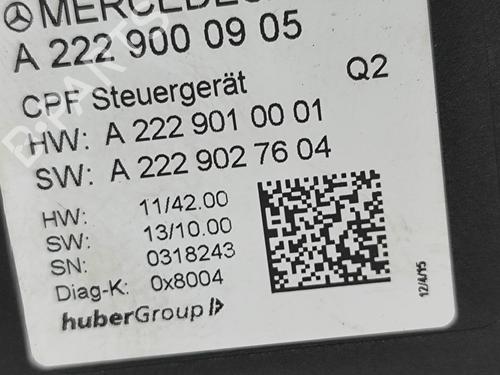 MERCEDES
A 222 900 09 05
CPF Steuergerät
Q2
HW: A 222 901 00 01
SW: A 222 902 76 04
HW: 11/42.00
SW: 13/10.00
SN: 0318243
Diag-K: 0x8004
huberGroup
12/4/15
B-PARTS